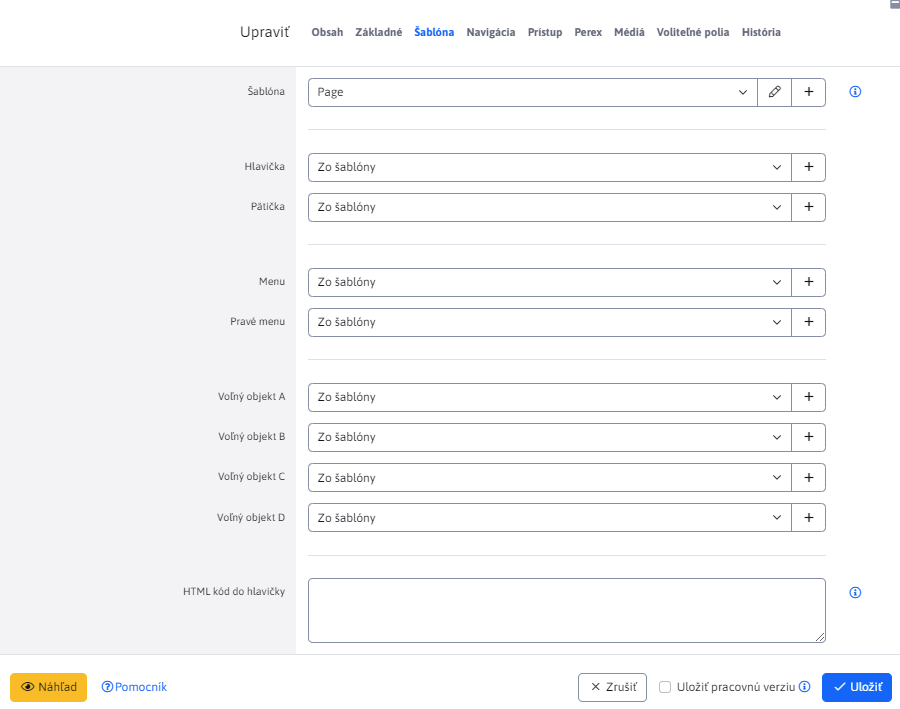 Upraviť Obsah Základné Šablóna Navigácia Prístup Perex Médiá Voliteľné polia História
Šablóna Page
Hlavička Zo šablóny
Pätička Zo šablóny
Menu Zo šablóny
Pravé menu Zo šablóny
Voľný objekt A Zo šablóny
Voľný objekt B Zo šablóny
Voľný objekt C Zo šablóny
Voľný objekt D Zo šablóny
HTML kód do hlavičky
Náhľad Pomocník Zrušiť Uložiť pracovnú verziu Uložiť